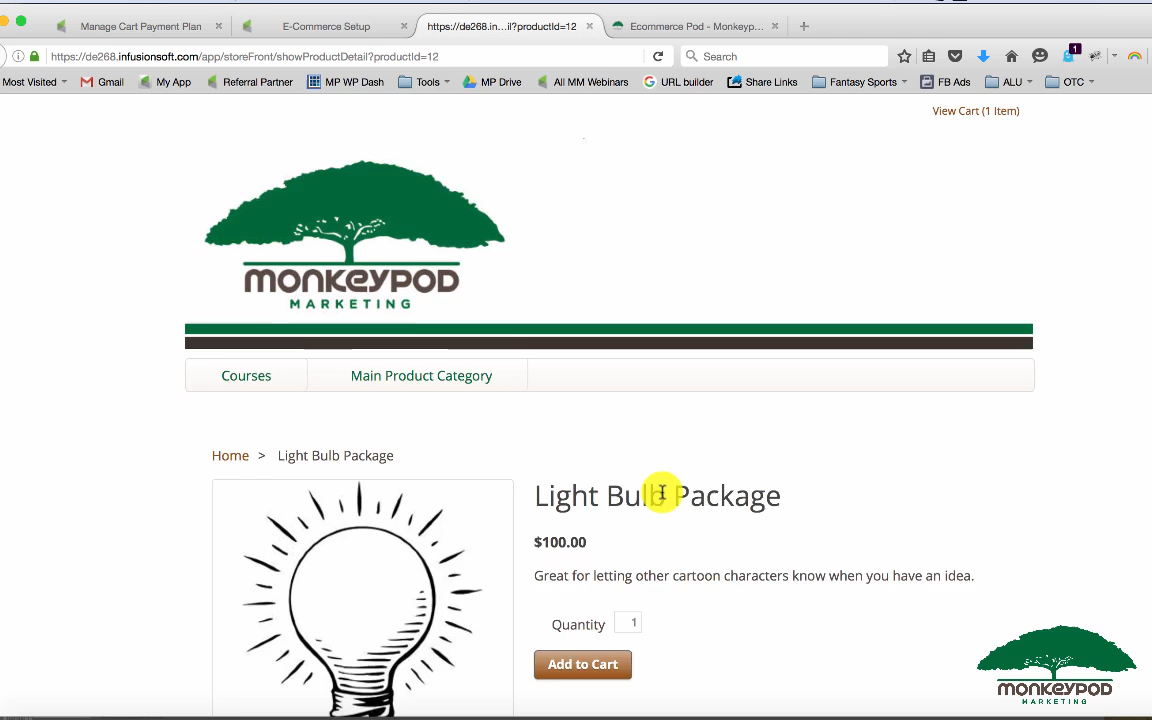 Manage Cart Payment Plan
E-Commerce Setup
https://de268.in...il?productId=12
Ecommerce Pod - Monkeyp...
https://de268.infusionsoft.com/app/storeFront/showProductDetail?productId=12
Search
1
Most Visited
Gmail
My App
Referral Partner
MP WP Dash
Tools
MP Drive
All MM Webinars
URL builder
Share Links
Fantasy Sports
FB Ads
ALU
OTC
View Cart (1 Item)
monkeypod
MARKETING
Courses
Main Product Category
Home > Light Bulb Package
Light Bulb Package
$100.00
Great for letting other cartoon characters know when you have an idea.
Quantity 1
Add to Cart
monkeypod
MARKETING